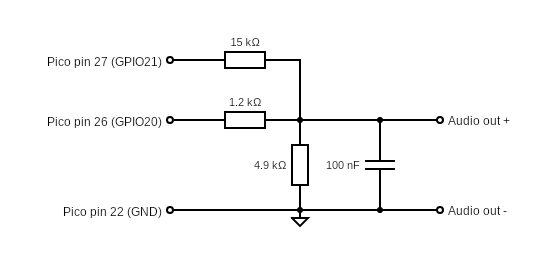 15 kΩ
Pico pin 27 (GPIO21)
1.2 kΩ
Pico pin 26 (GPIO20)
Audio out +
4.9 kΩ
100 nF
Pico pin 22 (GND)
Audio out -